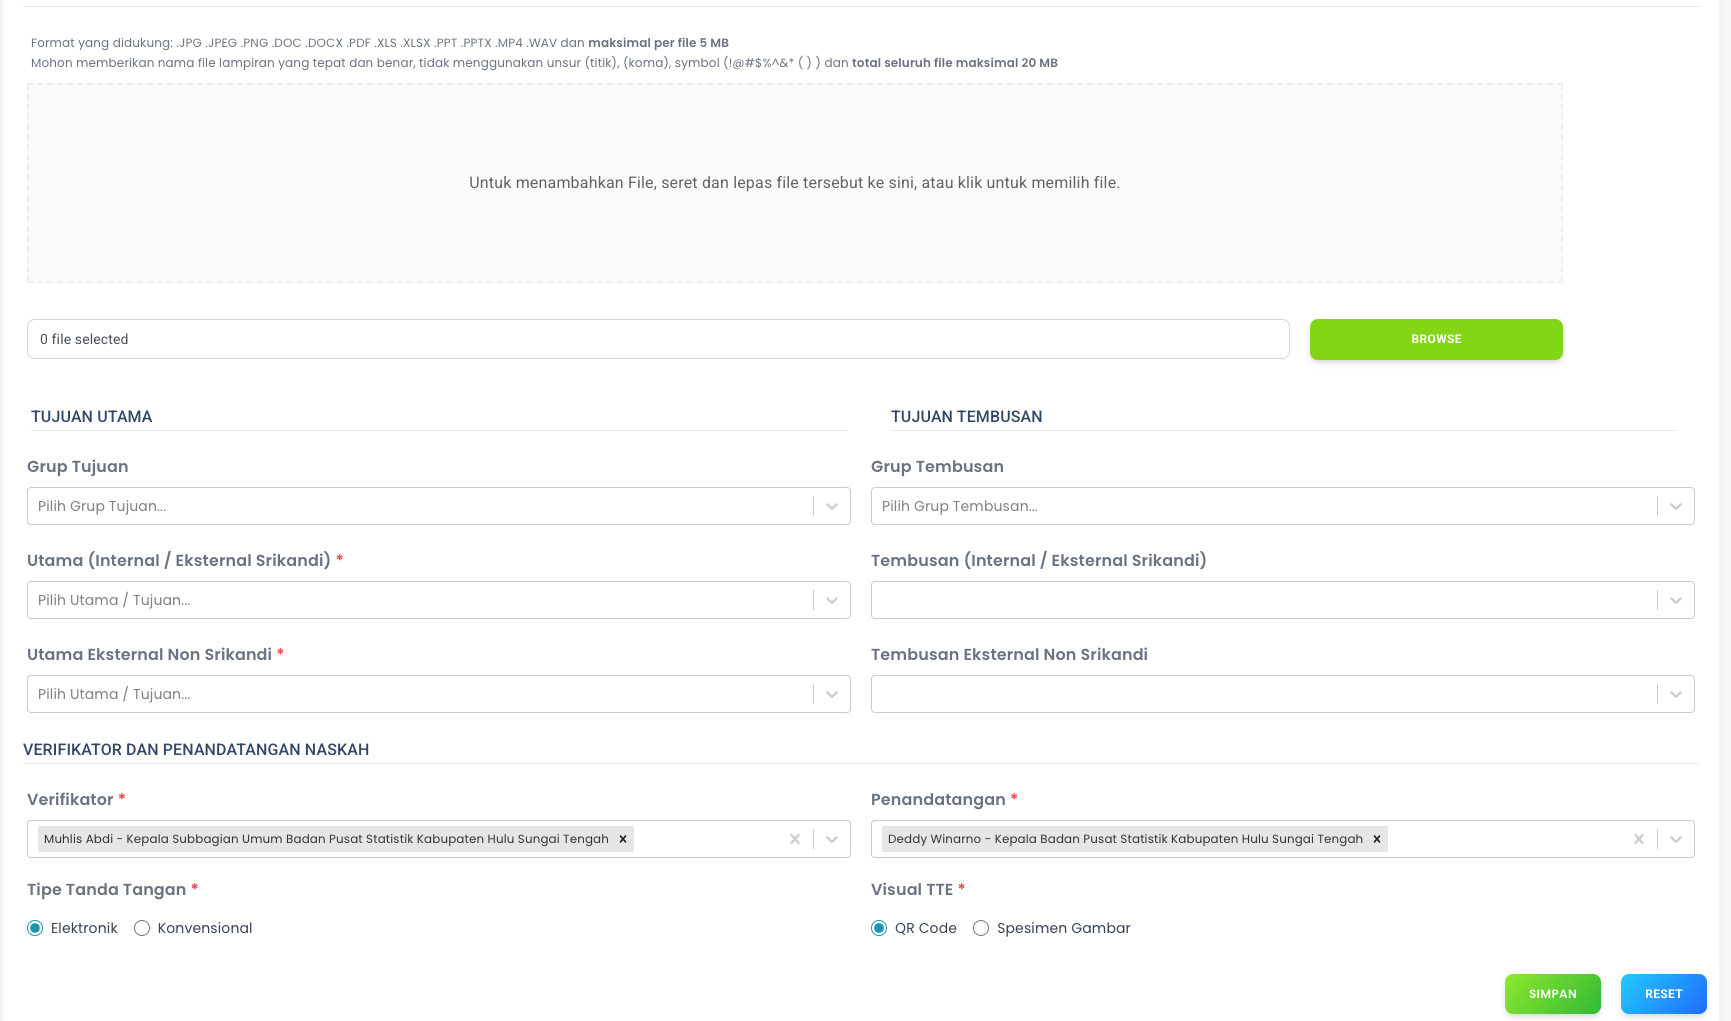 Format yang didukung: .JPG .JPEG .PNG .DOC .DOCX .PDF .XLS .XLSX .PPT .PPTX .MP4 .WAV dan maksimal per file 5 MB
Mohon memberikan nama file lampiran yang tepat dan benar, tidak menggunakan unsur (titik), (koma), symbol (!@#$%^&* ( ) ) dan total seluruh file maksimal 20 MB
Untuk menambahkan File, seret dan lepas file tersebut ke sini, atau klik untuk memilih file.
0 file selected
BROWSE
TUJUAN UTAMA
TUJUAN TEMBUSAN
Grup Tujuan
Grup Tembusan
Pilih Grup Tujuan...
Pilih Grup Tembusan...
Utama (Internal / Eksternal Srikandi) *
Tembusan (Internal / Eksternal Srikandi)
Pilih Utama / Tujuan...
Utama Eksternal Non Srikandi *
Tembusan Eksternal Non Srikandi
Pilih Utama / Tujuan...
VERIFIKATOR DAN PENANDATANGAN NASKAH
Verifikator *
Penandatangan *
Muhlis Abdi - Kepala Subbagian Umum Badan Pusat Statistik Kabupaten Hulu Sungai Tengah
Deddy Winarno - Kepala Badan Pusat Statistik Kabupaten Hulu Sungai Tengah
Tipe Tanda Tangan *
Visual TTE *
Elektronik
Konvensional
QR Code
Spesimen Gambar
SIMPAN
RESET